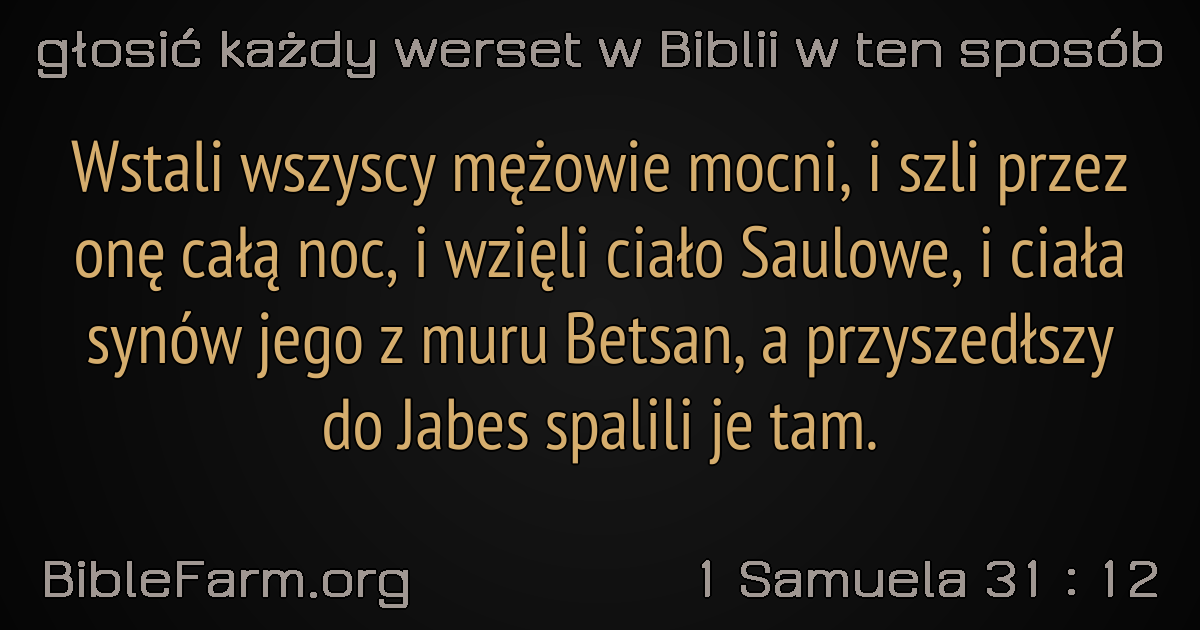 głosić każdy werset w Biblii w ten sposób
Wstali wszyscy mężowie mocni, i szli przez
onę całą noc, i wzięli ciało Saulowe, i ciała
synów jego z muru Betsan, a przyszedłszy
do Jabes spalili je tam.
BibleFarm.org
1 Samuela 31 : 12